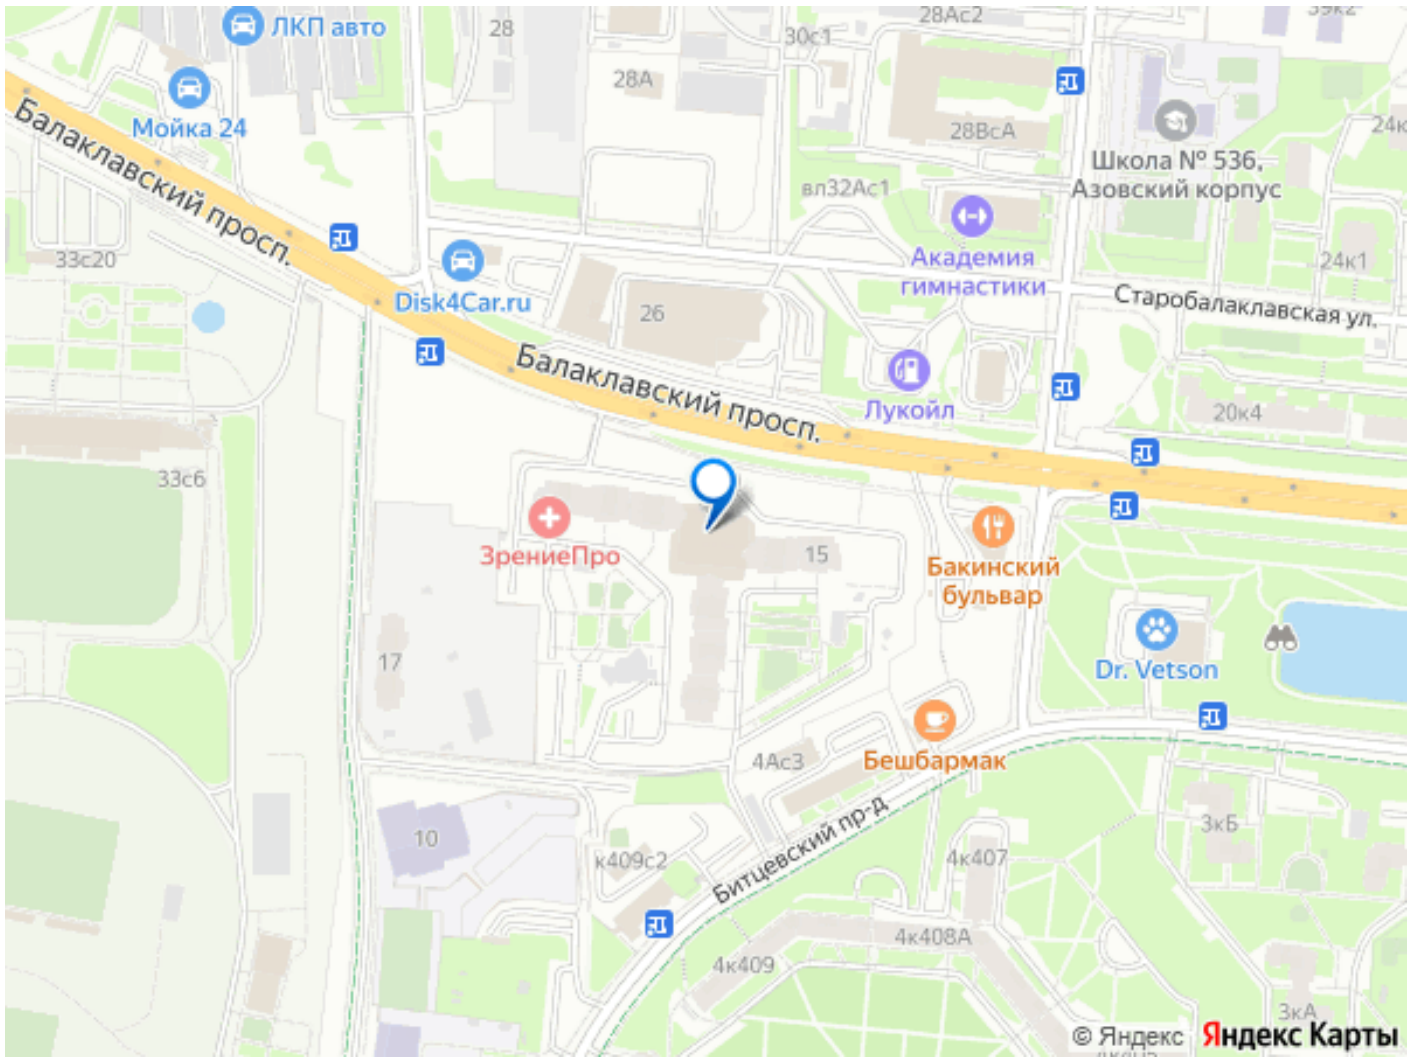 ЛКП авто
28
28Ас2
39к2
30с1
28А
Мойка 24
28ВсА
24к
Школа № 536,
Азовский корпус
Балаклавский просп.
вл32Ас1
33с20
Академия
гимнастики
24к1
Disk4Car.ru
26
Старобалаклавская ул.
Балаклавский просп.
Лукойл
20к4
33с6
ЗрениеПро
15
Бакинский
бульвар
17
Dr. Vetson
4Ас3
Бешбармак
10
Битцевский пр-д
3кБ
к409с2
4к407
4к408А
4к409
3кА
© Яндекс Яндекс Карты